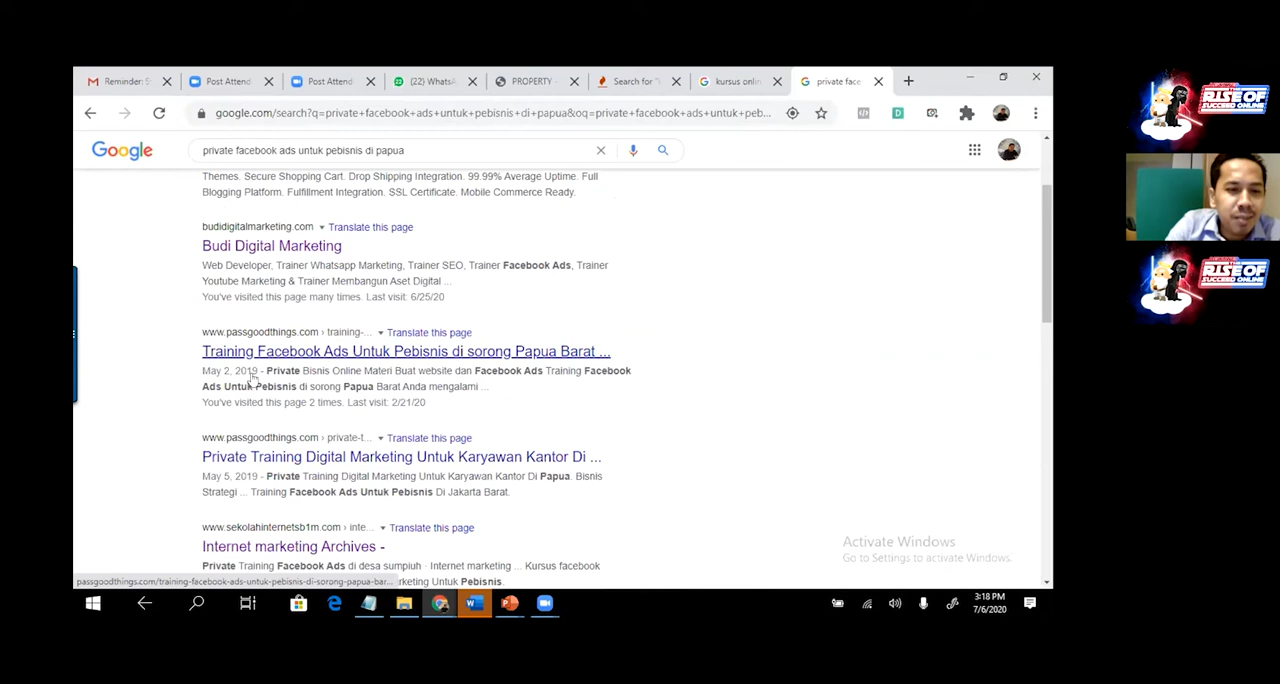 Reminder: S
Post Attend
Post Attend
(22) WhatsA
PROPERTY -
Search for "
kursus onlin
private face
google.com/search?q=private+facebook+ads+untuk+pebisnis+di+papua&oq=private+facebook+ads+untuk+peb...
Google
private facebook ads untuk pebisnis di papua
Themes. Secure Shopping Cart. Drop Shipping Integration. 99.99% Average Uptime. Full
Blogging Platform. Fulfillment Integration. SSL Certificate. Mobile Commerce Ready.
budidigitalmarketing.com ▾ Translate this page
Budi Digital Marketing
Web Developer, Trainer Whatsapp Marketing, Trainer SEO, Trainer Facebook Ads, Trainer
Youtube Marketing & Trainer Membangun Aset Digital ...
You've visited this page many times. Last visit: 6/25/20
www.passgoodthings.com › training-... ▾ Translate this page
Training Facebook Ads Untuk Pebisnis di sorong Papua Barat ...
May 2, 2019 - Private Bisnis Online Materi Buat website dan Facebook Ads Training Facebook
Ads Untuk Pebisnis di sorong Papua Barat Anda mengalami ...
You've visited this page 2 times. Last visit: 2/21/20
www.passgoodthings.com › private-t... ▾ Translate this page
Private Training Digital Marketing Untuk Karyawan Kantor Di ...
May 5, 2019 - Private Training Digital Marketing Untuk Karyawan Kantor Di Papua. Bisnis
Strategi ... Training Facebook Ads Untuk Pebisnis Di Jakarta Barat.
www.sekolahinternetsb1m.com › inte... ▾ Translate this page
Internet marketing Archives -
Private Training Facebook Ads di desa sumpiuh · Internet marketing ... Kursus facebook
rketing Untuk Pebisnis.
passgoodthings.com/training-facebook-ads-untuk-pebisnis-di-sorong-papua-bar...
Activate Windows
Go to Settings to activate Windows.
3:18 PM
7/6/2020
RISE OF
SUCCEED ONLINE
RISE OF
SUCCEED ONLINE